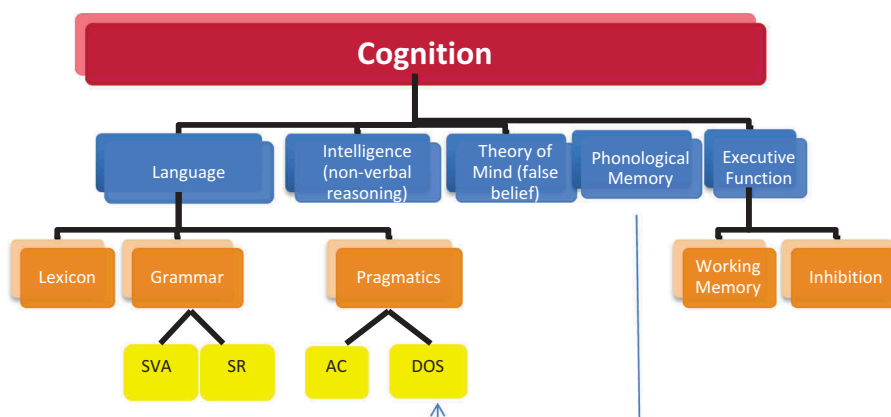 Cognition
Language
Intelligence
(non-verbal
reasoning)
Theory of
Mind (false
belief)
Phonological
Memory
Executive
Function
Lexicon
Grammar
Pragmatics
Working
Memory
Inhibition
SVA
SR
AC
DOS